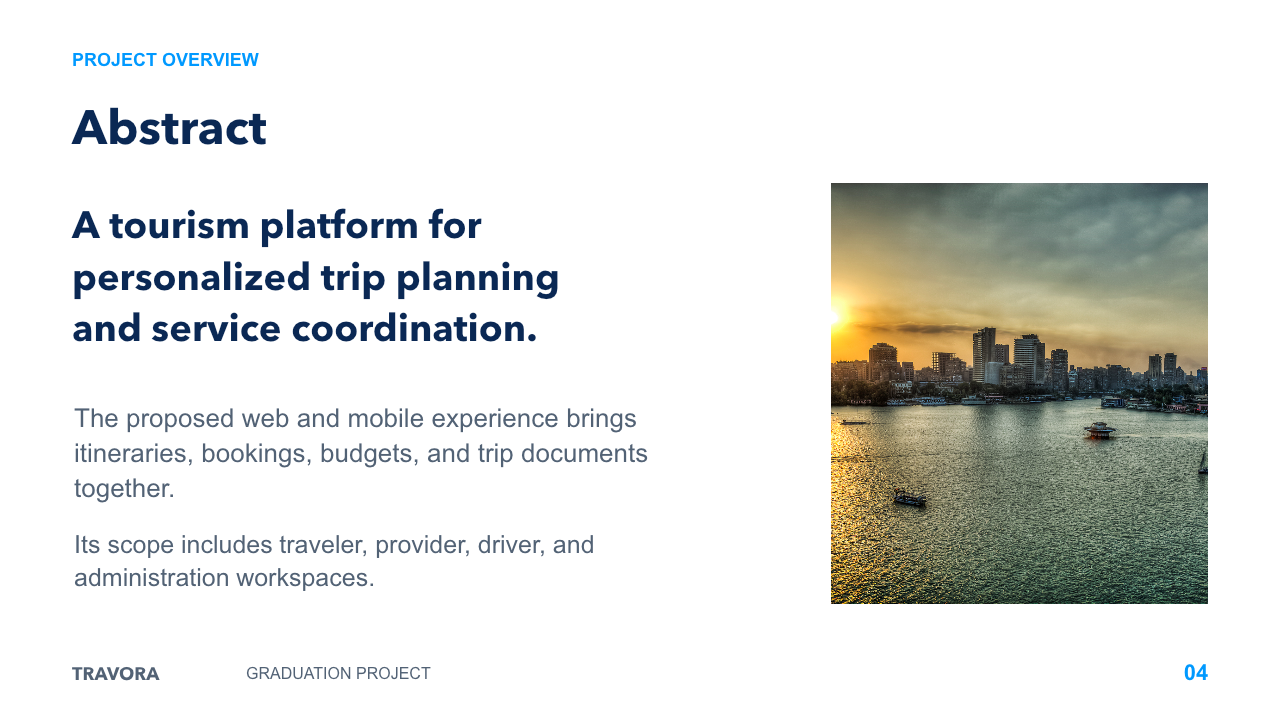 PROJECT OVERVIEW
Abstract
A tourism platform for
personalized trip planning
and service coordination.
The proposed web and mobile experience brings
itineraries, bookings, budgets, and trip documents
together.
Its scope includes traveler, provider, driver, and
administration workspaces.
TRAVORA
GRADUATION PROJECT
04